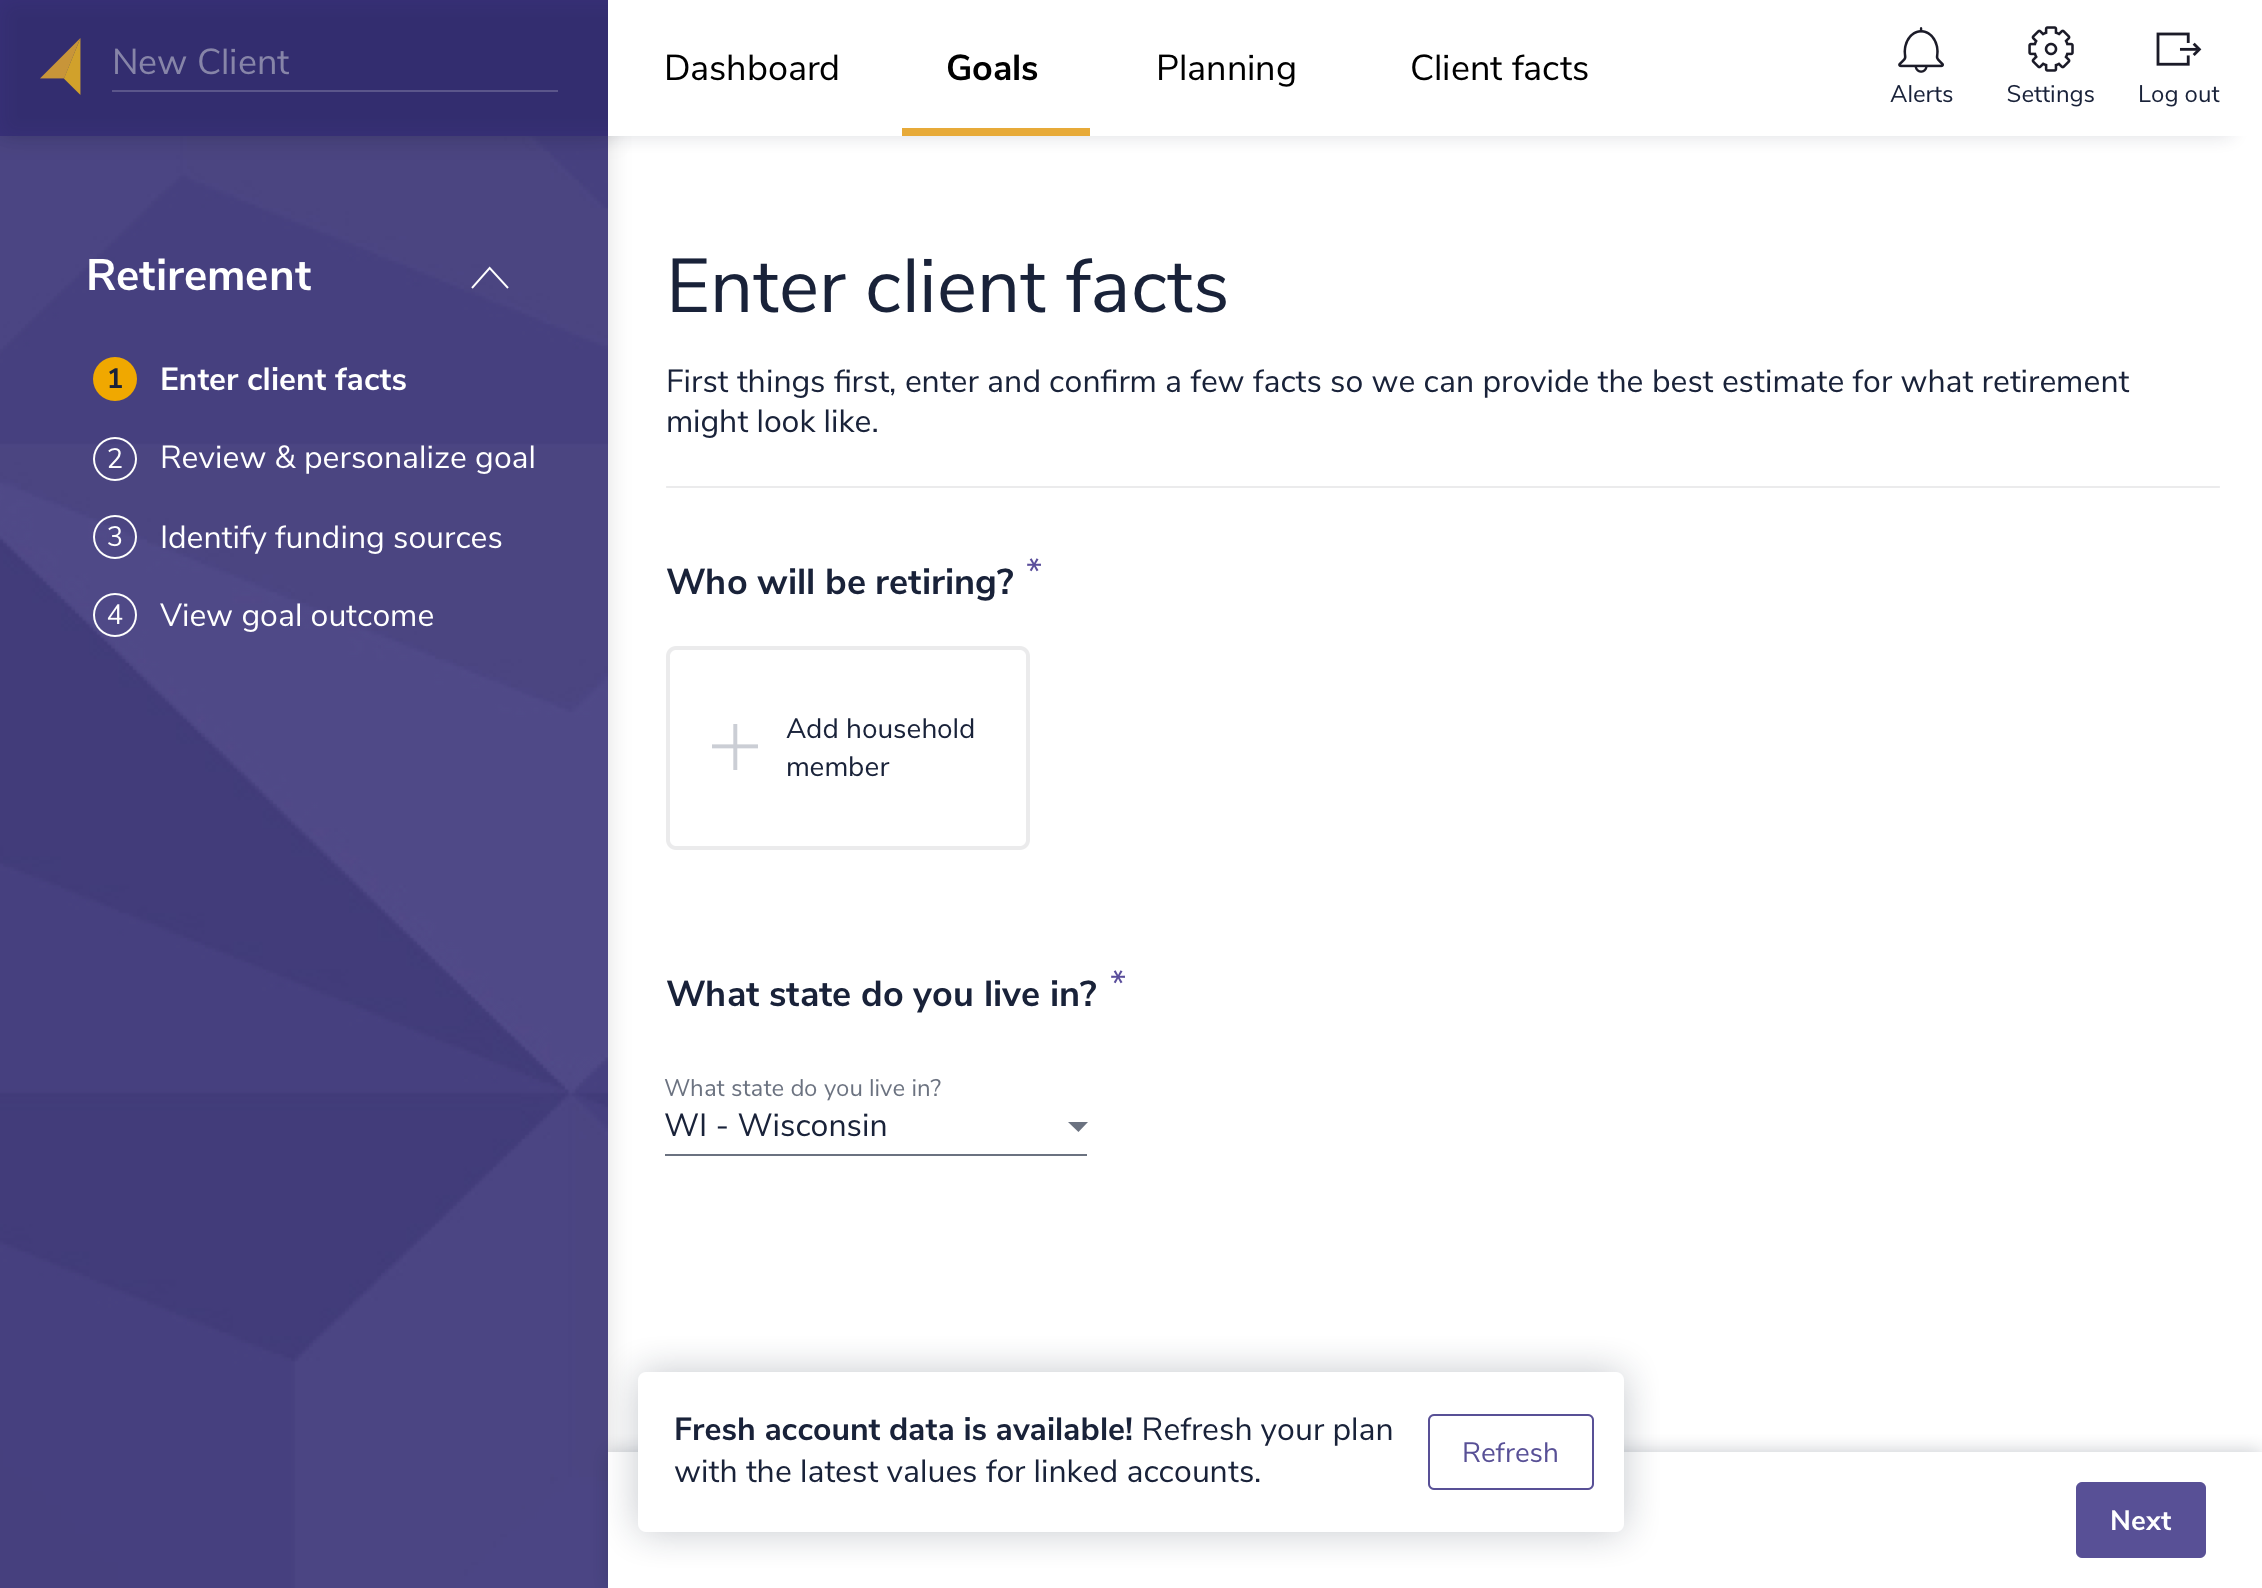 New Client
Dashboard
Goals
Planning
Client facts
Alerts
Settings
Log out
Retirement
1 Enter client facts
2 Review & personalize goal
3 Identify funding sources
4 View goal outcome
Enter client facts
First things first, enter and confirm a few facts so we can provide the best estimate for what retirement
might look like.
Who will be retiring? *
Add household
member
What state do you live in? *
What state do you live in?
WI - Wisconsin
Fresh account data is available! Refresh your plan
with the latest values for linked accounts.
Refresh
Next